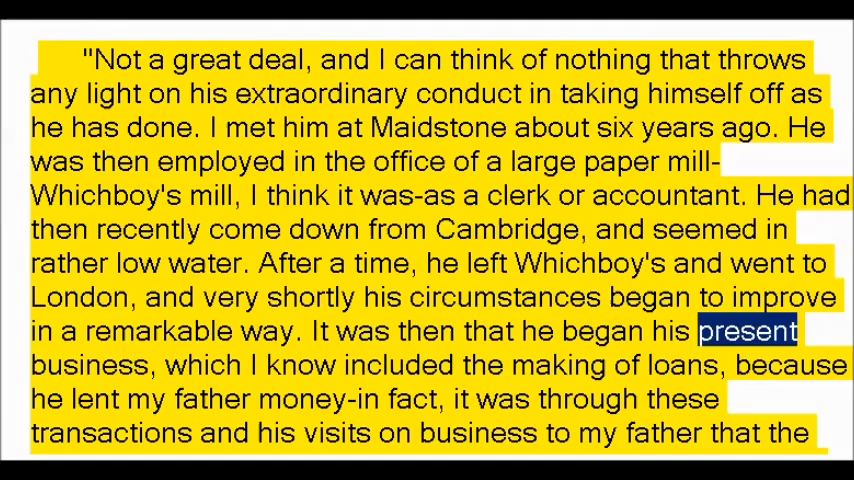 "Not a great deal, and I can think of nothing that throws
any light on his extraordinary conduct in taking himself off as
he has done. I met him at Maidstone about six years ago. He
was then employed in the office of a large paper mill-
Whichboy's mill, I think it was-as a clerk or accountant. He had
then recently come down from Cambridge, and seemed in
rather low water. After a time, he left Whichboy's and went to
London, and very shortly his circumstances began to improve
in a remarkable way. It was then that he began his present
business, which I know included the making of loans, because
he lent my father money-in fact, it was through these
transactions and his visits on business to my father that the